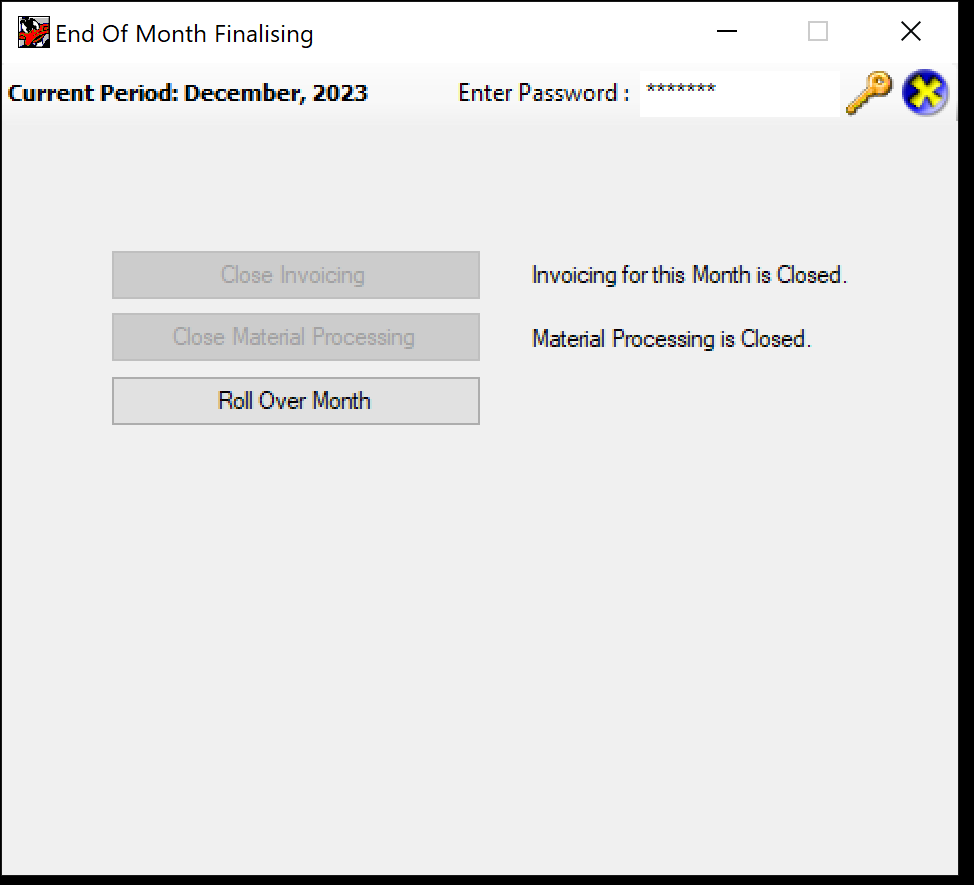 End Of Month Finalising
Current Period: December, 2023 Enter Password : *******
Close Invoicing Invoicing for this Month is Closed.
Close Material Processing Material Processing is Closed.
Roll Over Month